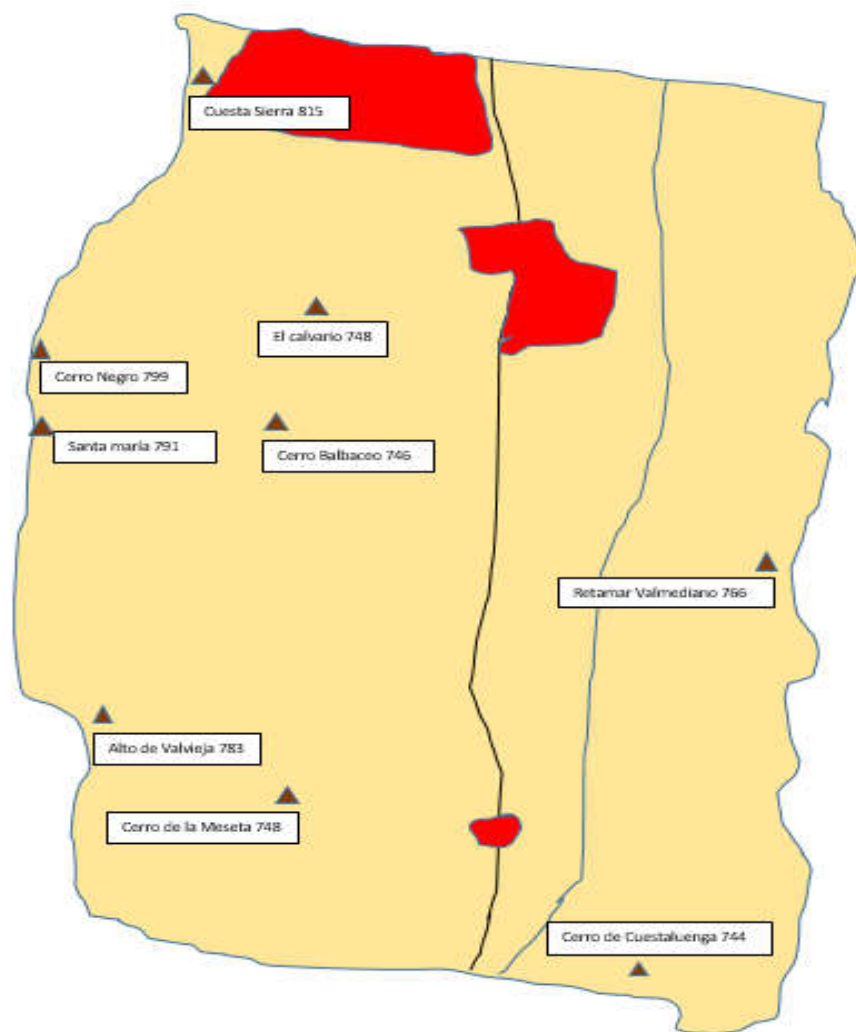 Cuesta Sierra 815
El calvario 748
Cerro Negro 799
Santa maría 791
Cerro Balbaceo 746
Retamar Valmediano 766
Alto de Valvieja 783
Cerro de la Meseta 748
Cerro de Cuestaluenga 744